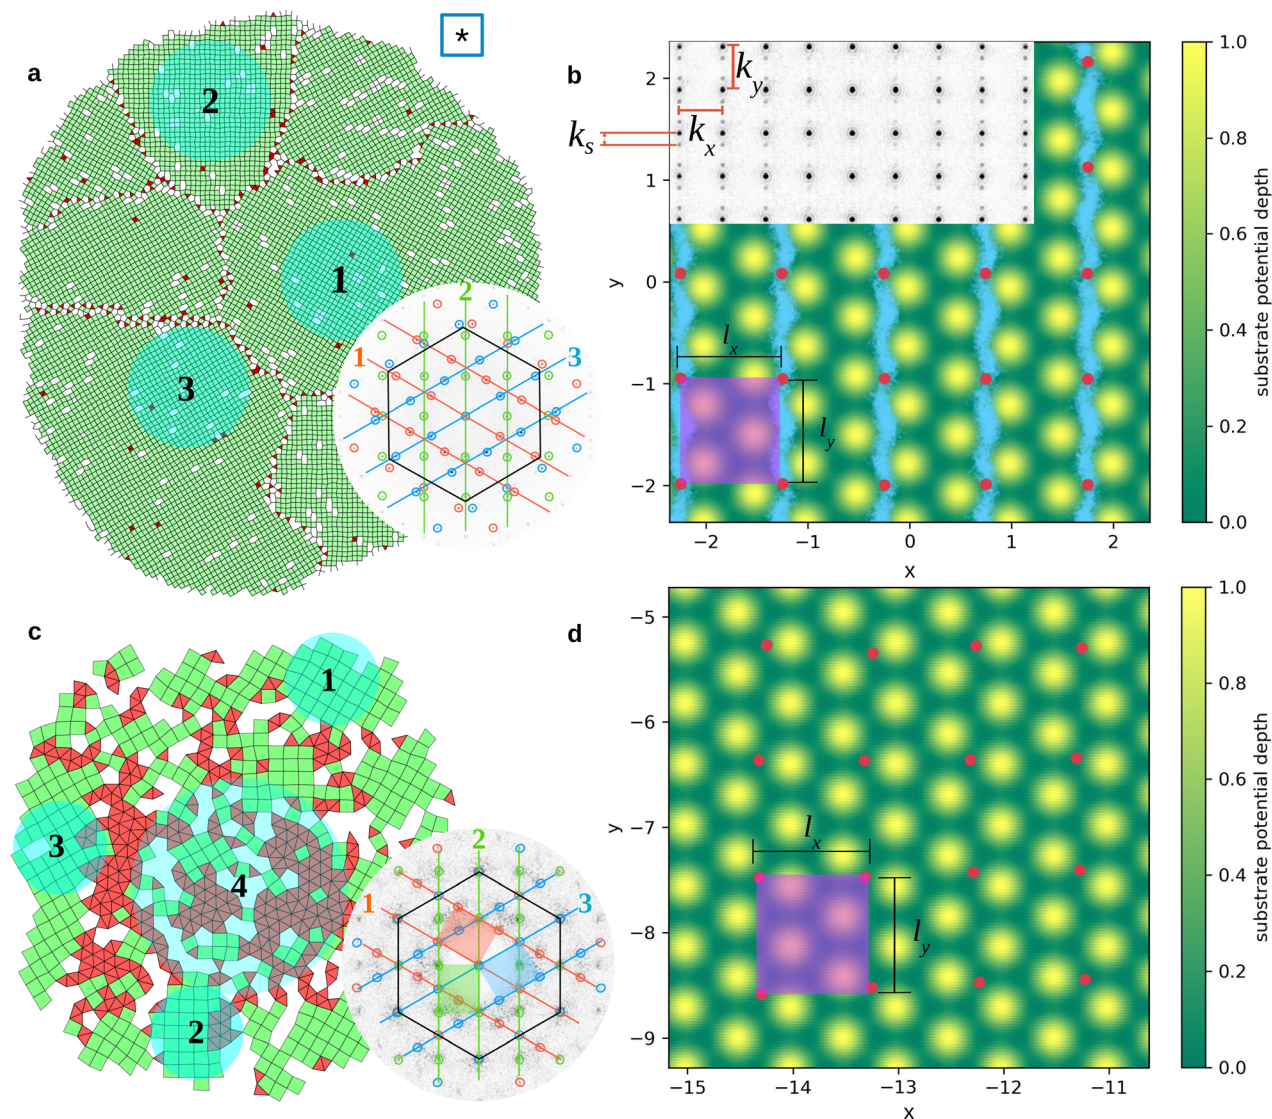 *
a
2
1
3
2
1
3
b
k_y
k_x
k_s
2
1
0
−1
−2
y
l_x
l_y
−2
−1
0
1
2
x
1.0
0.8
0.6
0.4
0.2
0.0
substrate potential depth
c
1
3
4
2
2
1
3
d
−5
−6
−7
−8
−9
y
l_x
l_y
−15
−14
−13
−12
−11
x
1.0
0.8
0.6
0.4
0.2
0.0
substrate potential depth